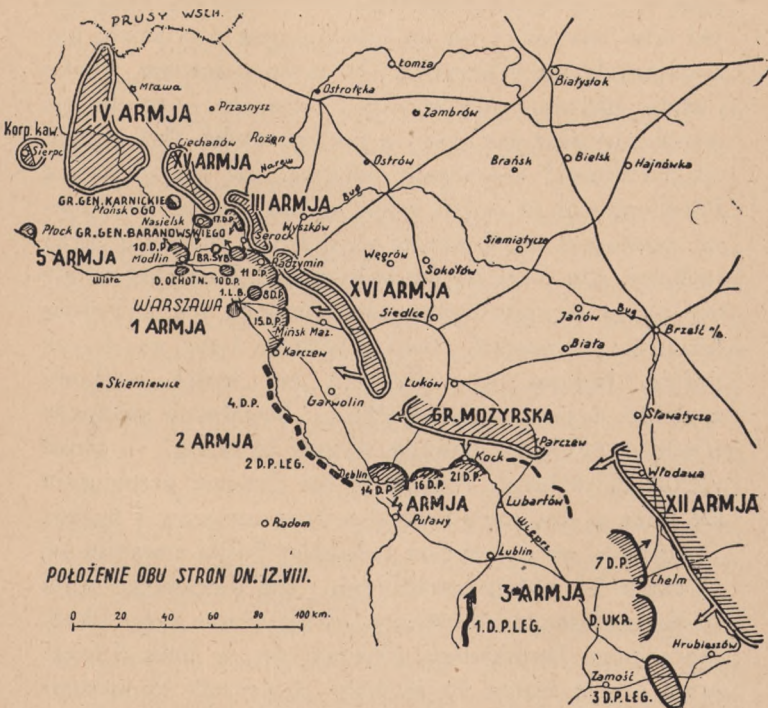 PRUSY WSCH.
Łomża
Białystok
Mława
Ostrołęka
IV ARMJA
Przasnysz
Zambrów
Korp. kaw.
Sierpc
Ciechanów
Różan
XV ARMJA
Narew
Ostrów
Brańsk
Bielsk
Hajnówka
GR. GEN. KARNICKIEGO
Płońsk
III ARMJA
Bug
Nasielsk
17.D.P.
Wyszków
Płock
GR. GEN. BARANOWSKIEGO
Serock
Siemiatycze
10.D.P.
5 ARMJA
Modlin
BR.SYB.
Radzymin
Węgrów
Sokołów
Wisła
D.OCHOTN.
10 D.P.
11 D.P.
XVI ARMJA
1.L.B.
8 D.P.
WARSZAWA
Siedlce
Janów
Bug
1 ARMJA
15.D.P.
Mińsk Maz.
Brześć n/B.
Karczew
Biała
Skierniewice
Łuków
4.D.P.
Garwolin
GR. MOZYRSKA
Sławatycze
2 ARMJA
Parczew
2 D.P. LEG.
Kock
Dęblin
14 D.P.
16 D.P.
21 D.P.
Włodawa
4 ARMJA
Lubartów
XII ARMJA
Radom
Puławy
Wieprz
Lublin
7 D.P.
Chełm
POŁOŻENIE OBU STRON DN. 12.VIII.
3 ARMJA
1. D.P. LEG.
D. UKR.
0 20 40 60 80 100 km.
Hrubieszów
Zamość
3 D.P. LEG.